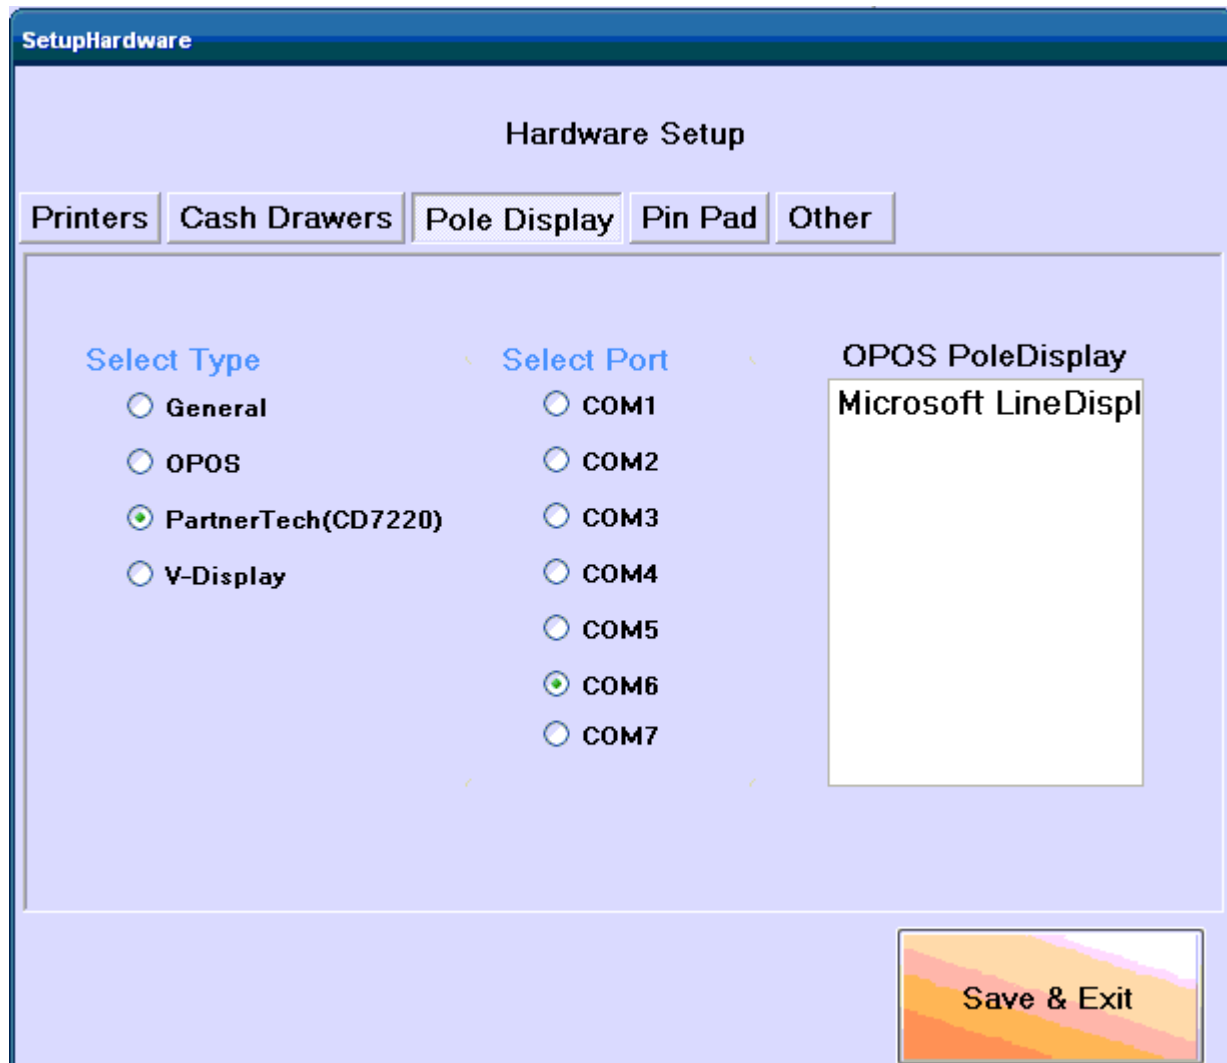 SetupHardware
Hardware Setup
Printers
Cash Drawers
Pole Display
Pin Pad
Other
Select Type
General
OPOS
PartnerTech(CD7220)
V-Display
Select Port
COM1
COM2
COM3
COM4
COM5
COM6
COM7
OPOS PoleDisplay
Microsoft LineDispl
Save & Exit